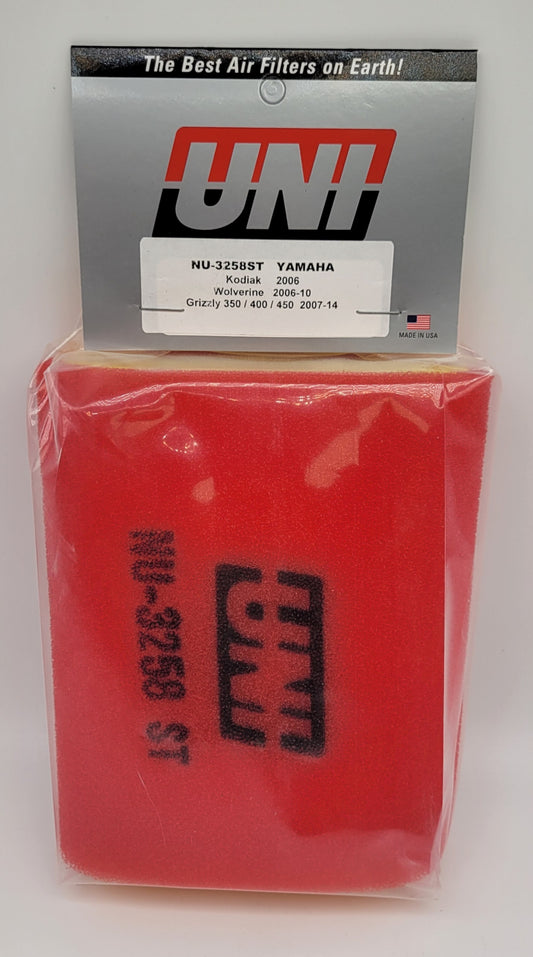 The Best Air Filters on Earth!
UNI
NU-3258ST YAMAHA
Kodiak 2006
Wolverine 2006-10
Grizzly 350 / 400 / 450 2007-14
MADE IN USA
NU-3258 ST
UNI